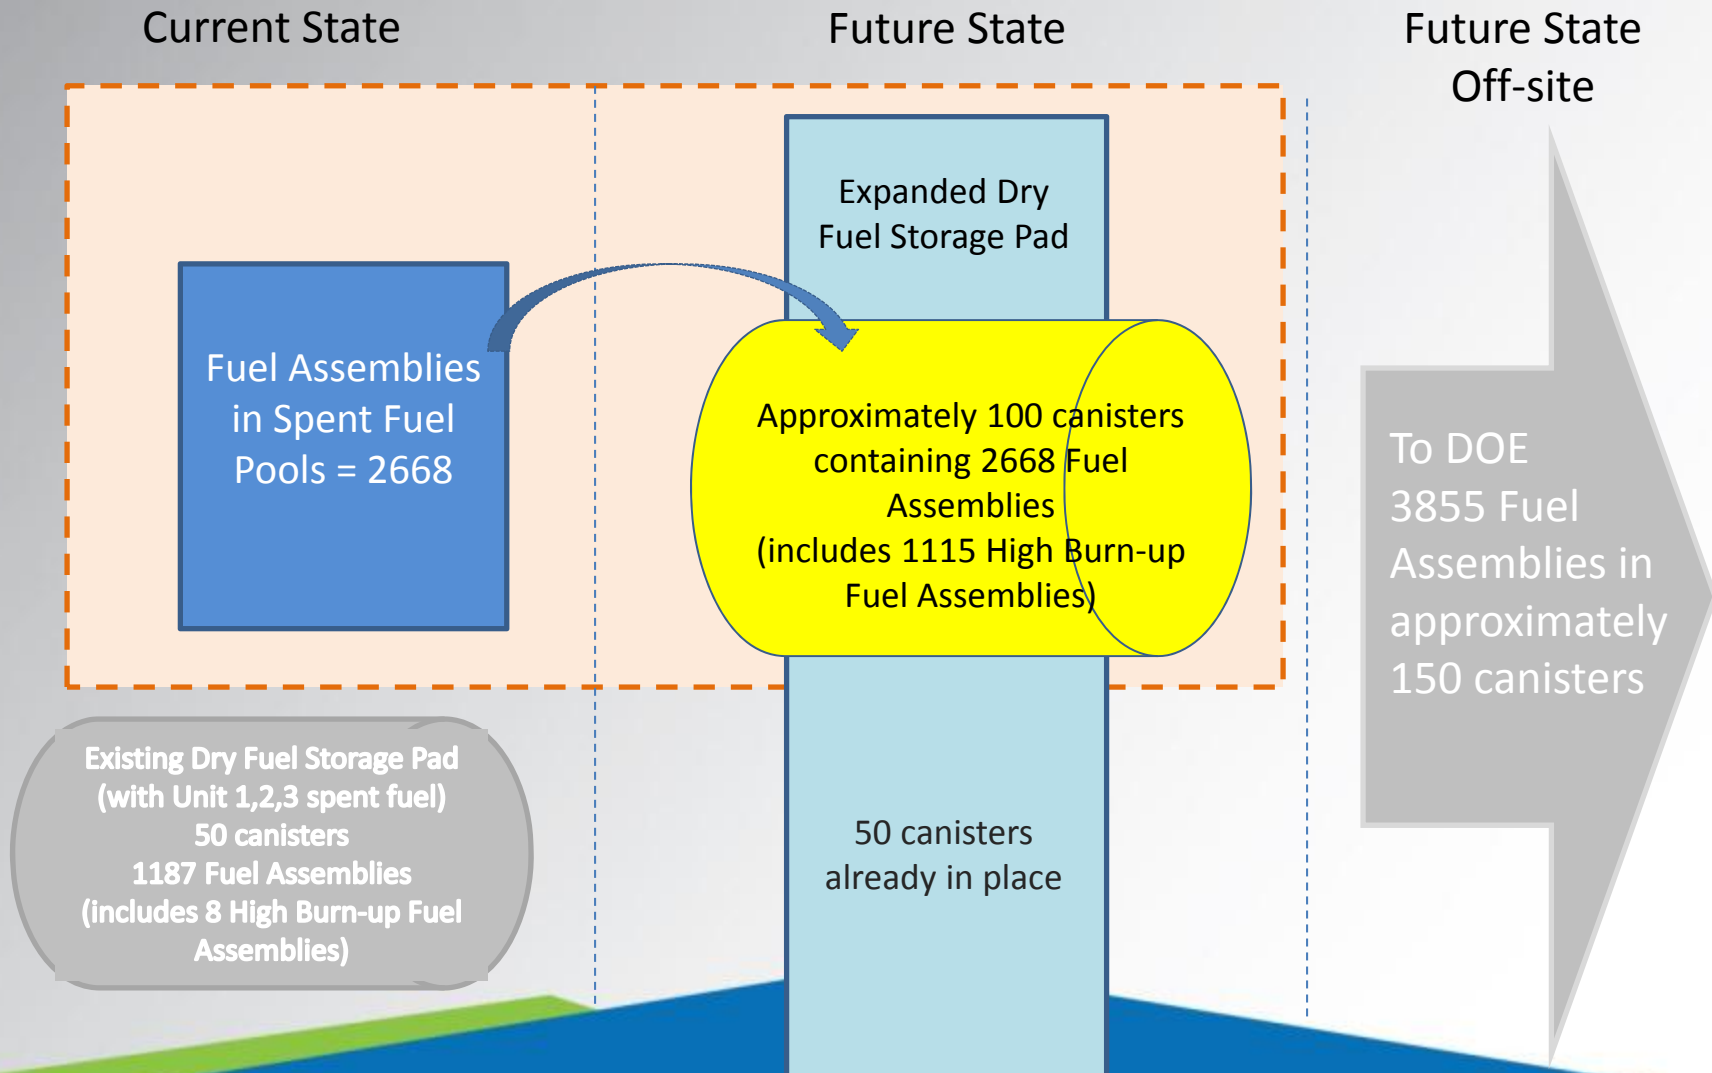 Current State
Future State
Future State
Off-site
Fuel Assemblies
in Spent Fuel
Pools = 2668
Expanded Dry
Fuel Storage Pad
Approximately 100 canisters
containing 2668 Fuel
Assemblies
(includes 1115 High Burn-up
Fuel Assemblies)
To DOE
3855 Fuel
Assemblies in
approximately
150 canisters
Existing Dry Fuel Storage Pad
(with Unit 1,2,3 spent fuel)
50 canisters
1187 Fuel Assemblies
(includes 8 High Burn-up Fuel
Assemblies)
50 canisters
already in place